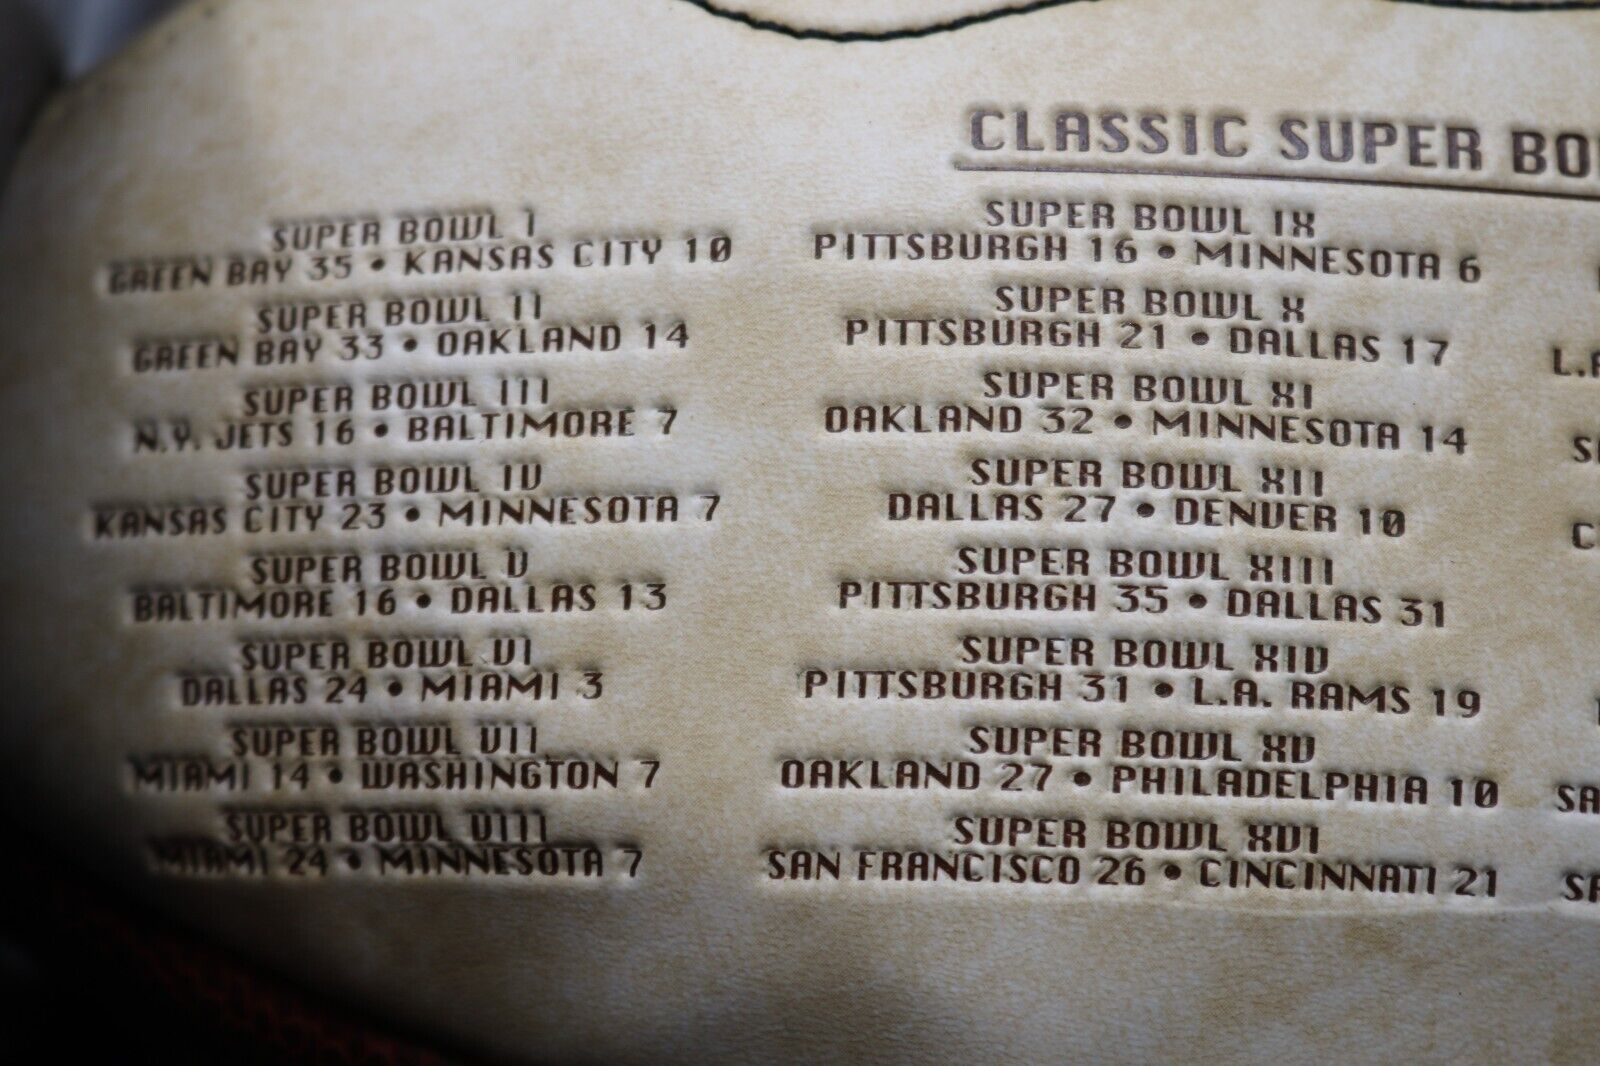 CLASSIC SUPER
SUPER BOWL I
GREEN BAY 35 • KANSAS CITY 10
SUPER BOWL II
GREEN BAY 33 • OAKLAND 14
SUPER BOWL III
N.Y. JETS 16 • BALTIMORE 7
SUPER BOWL IV
KANSAS CITY 23 • MINNESOTA 7
SUPER BOWL V
BALTIMORE 16 • DALLAS 13
SUPER BOWL VI
DALLAS 24 • MIAMI 3
SUPER BOWL VII
MIAMI 14 • WASHINGTON 7
SUPER BOWL VIII
MIAMI 24 • MINNESOTA 7
SUPER BOWL IX
PITTSBURGH 16 • MINNESOTA 6
SUPER BOWL X
PITTSBURGH 21 • DALLAS 17
SUPER BOWL XI
OAKLAND 32 • MINNESOTA 14
SUPER BOWL XII
DALLAS 27 • DENVER 10
SUPER BOWL XIII
PITTSBURGH 35 • DALLAS 31
SUPER BOWL XIV
PITTSBURGH 31 • L.A. RAMS 19
SUPER BOWL XV
OAKLAND 27 • PHILADELPHIA 10
SUPER BOWL XVI
SAN FRANCISCO 26 • CINCINNATI 21